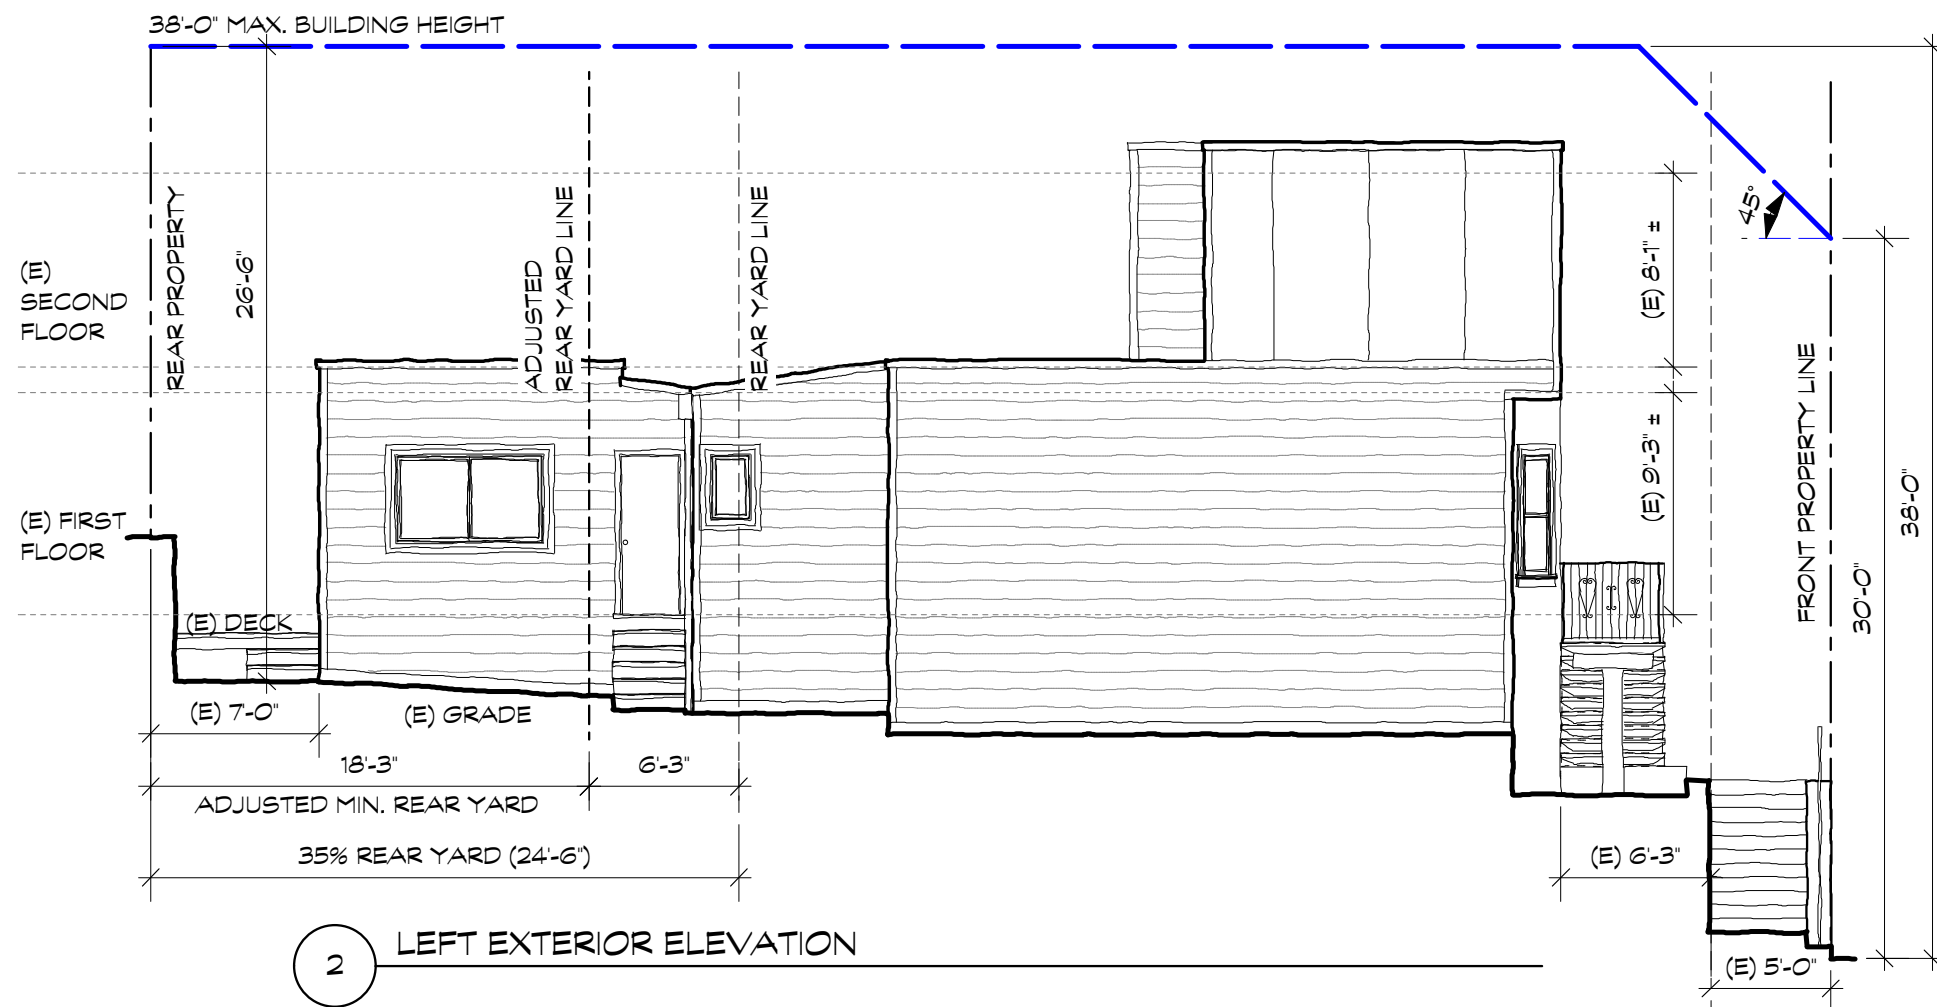 38'-0" MAX. BUILDING HEIGHT
REAR PROPERTY
26'-6"
ADJUSTED
REAR YARD LINE
REAR YARD LINE
45°
(E) 8'-1" ±
(E)
SECOND
FLOOR
(E) 9'-3" ±
FRONT PROPERTY LINE
38'-0"
30'-0"
(E) FIRST
FLOOR
(E) DECK
(E) 7'-0"
(E) GRADE
18'-3"
6'-3"
ADJUSTED MIN. REAR YARD
35% REAR YARD (24'-6")
(E) 6'-3"
2
LEFT EXTERIOR ELEVATION
(E) 5'-0"